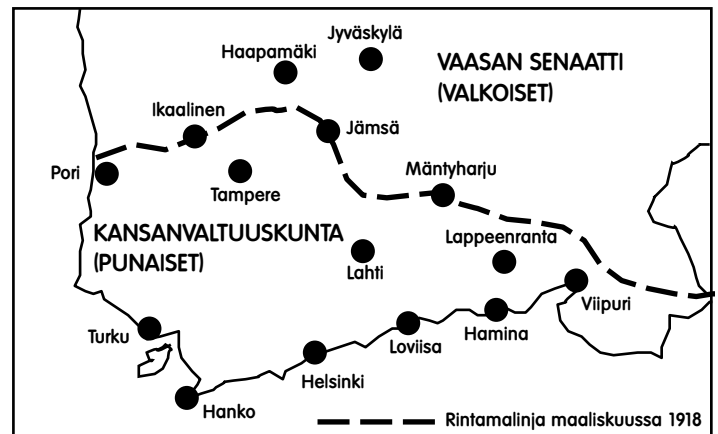 Jyväskylä
Haapamäki
VAASAN SENAATTI
(VALKOISET)
Ikaalinen
Jämsä
Pori
Tampere
Mäntyharju
KANSANVALTUUSKUNTA
(PUNAISET)
Lahti
Lappeenranta
Viipuri
Turku
Loviisa
Hamina
Helsinki
Hanko
Rintamalinja maaliskuussa 1918